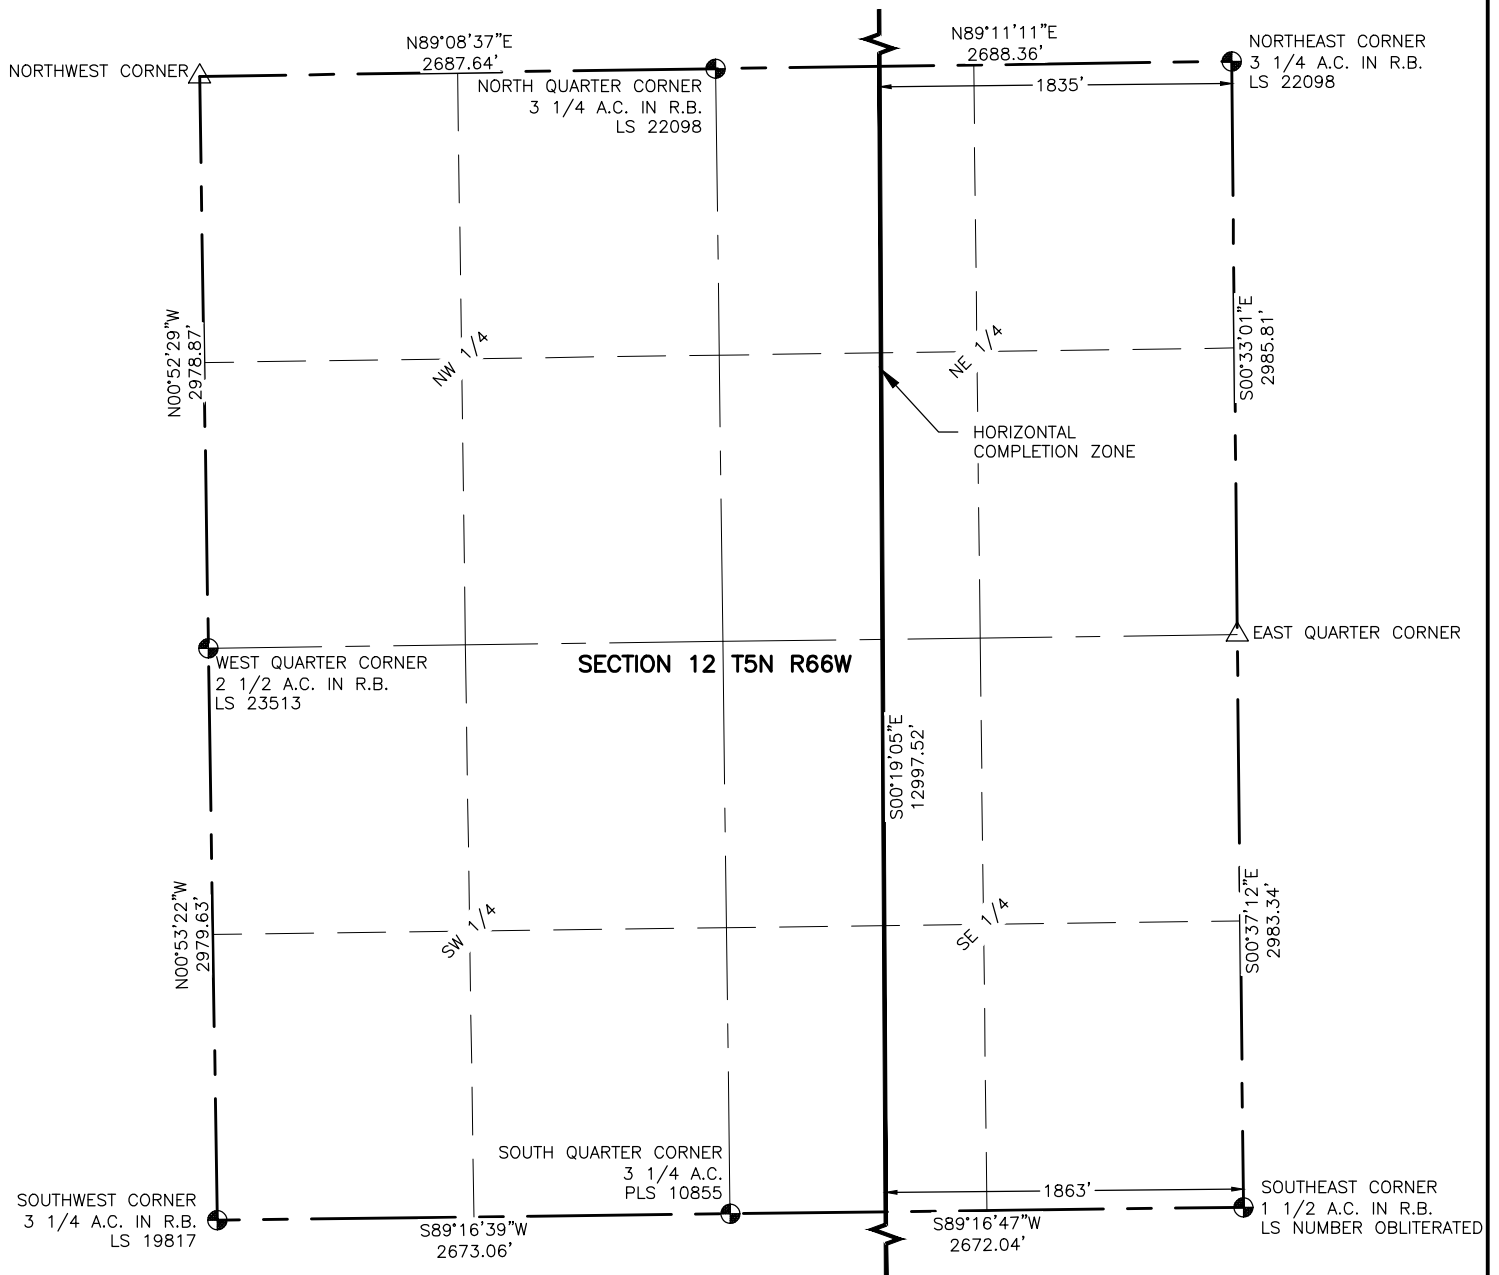 N89°08'37"E
2687.64'
N89°11'11"E
2688.36'
NORTHWEST CORNER
NORTH QUARTER CORNER
3 1/4 A.C. IN R.B.
LS 22098
1835'
NORTHEAST CORNER
3 1/4 A.C. IN R.B.
LS 22098
N00°52'29"W
2978.87'
NW 1/4
NE 1/4
S00°33'01"E
2985.81'
HORIZONTAL
COMPLETION ZONE
WEST QUARTER CORNER
2 1/2 A.C. IN R.B.
LS 23513
SECTION 12 T5N R66W
EAST QUARTER CORNER
S00°19'05"E
12997.52'
N00°53'22"W
2979.63'
SW 1/4
SE 1/4
S00°37'12"E
2983.34'
SOUTH QUARTER CORNER
3 1/4 A.C.
PLS 10855
1863'
SOUTHWEST CORNER
3 1/4 A.C. IN R.B.
LS 19817
SOUTHEAST CORNER
1 1/2 A.C. IN R.B.
LS NUMBER OBLITERATED
S89°16'39"W
2673.06'
S89°16'47"W
2672.04'